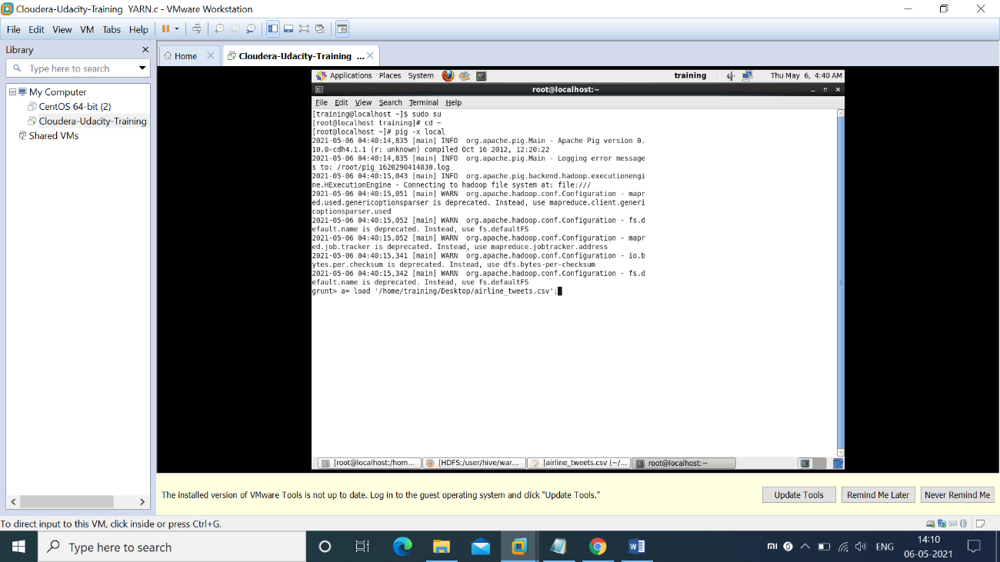 Cloudera-Udacity-Training YARN.c - VMware Workstation
File Edit View VM Tabs Help
Library
Type here to search
My Computer
CentOS 64-bit (2)
Cloudera-Udacity-Training
Shared VMs
Home
Cloudera-Udacity-Training ...
Applications Places System training Thu May 6, 4:40 AM
root@localhost:~
File Edit View Search Terminal Help
[training@localhost ~]$ sudo su
[root@localhost training]# cd ~
[root@localhost ~]# pig -x local
2021-05-06 04:40:14,835 [main] INFO org.apache.pig.Main - Apache Pig version 0.
10.0-cdh4.1.1 (r: unknown) compiled Oct 16 2012, 12:20:22
2021-05-06 04:40:14,835 [main] INFO org.apache.pig.Main - Logging error message
s to: /root/pig_1620290414830.log
2021-05-06 04:40:15,043 [main] INFO org.apache.pig.backend.hadoop.executionengi
ne.HExecutionEngine - Connecting to hadoop file system at: file:///
2021-05-06 04:40:15,051 [main] WARN org.apache.hadoop.conf.Configuration - mapr
ed.used.genericoptionsparser is deprecated. Instead, use mapreduce.client.generi
coptionsparser.used
2021-05-06 04:40:15,052 [main] WARN org.apache.hadoop.conf.Configuration - fs.d
efault.name is deprecated. Instead, use fs.defaultFS
2021-05-06 04:40:15,052 [main] WARN org.apache.hadoop.conf.Configuration - mapr
ed.job.tracker is deprecated. Instead, use mapreduce.jobtracker.address
2021-05-06 04:40:15,341 [main] WARN org.apache.hadoop.conf.Configuration - io.b
ytes.per.checksum is deprecated. Instead, use dfs.bytes-per-checksum
2021-05-06 04:40:15,342 [main] WARN org.apache.hadoop.conf.Configuration - fs.d
efault.name is deprecated. Instead, use fs.defaultFS
grunt> a= load '/home/training/Desktop/airline_tweets.csv';
[root@localhost:/hom... [HDFS:/user/hive/war... [airline_tweets.csv (~/... root@localhost:~
The installed version of VMware Tools is not up to date. Log in to the guest operating system and click "Update Tools."
Update Tools Remind Me Later Never Remind Me
To direct input to this VM, click inside or press Ctrl+G.
Type here to search
ENG
14:10
06-05-2021